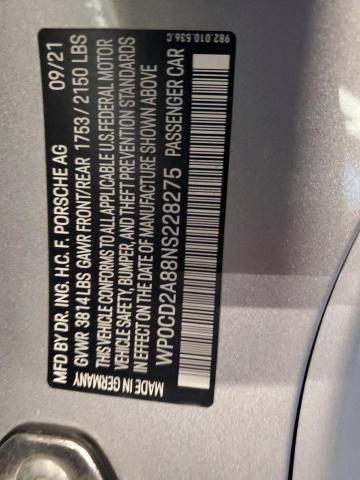 982.010.536.C
MFD BY DR. ING. H.C. F. PORSCHE AG 09/21
GVWR 3814LBS GAWR FRONT/REAR 1753 / 2150 LBS
THIS VEHICLE CONFORMS TO ALL APPLICABLE U.S. FEDERAL MOTOR
VEHICLE SAFETY, BUMPER, AND THEFT PREVENTION STANDARDS
IN EFFECT ON THE DATE OF MANUFACTURE SHOWN ABOVE
WP0CD2A88NS228275 PASSENGER CAR
MADE IN GERMANY